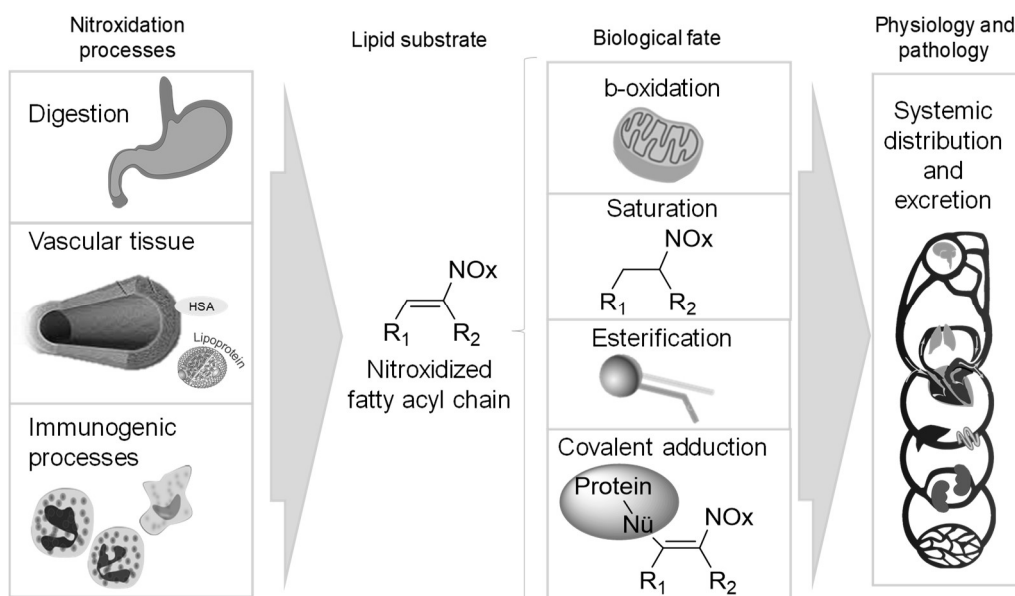 Nitroxidation
processes
Digestion
Vascular tissue
HSA
Lipoprotein
Immunogenic
processes
Lipid substrate
NOx
R1
R2
Nitroxidized
fatty acyl chain
Biological fate
b-oxidation
Saturation
NOx
R1
R2
Esterification
Covalent adduction
Protein
Nü
NOx
R1
R2
Physiology and
pathology
Systemic
distribution
and
excretion